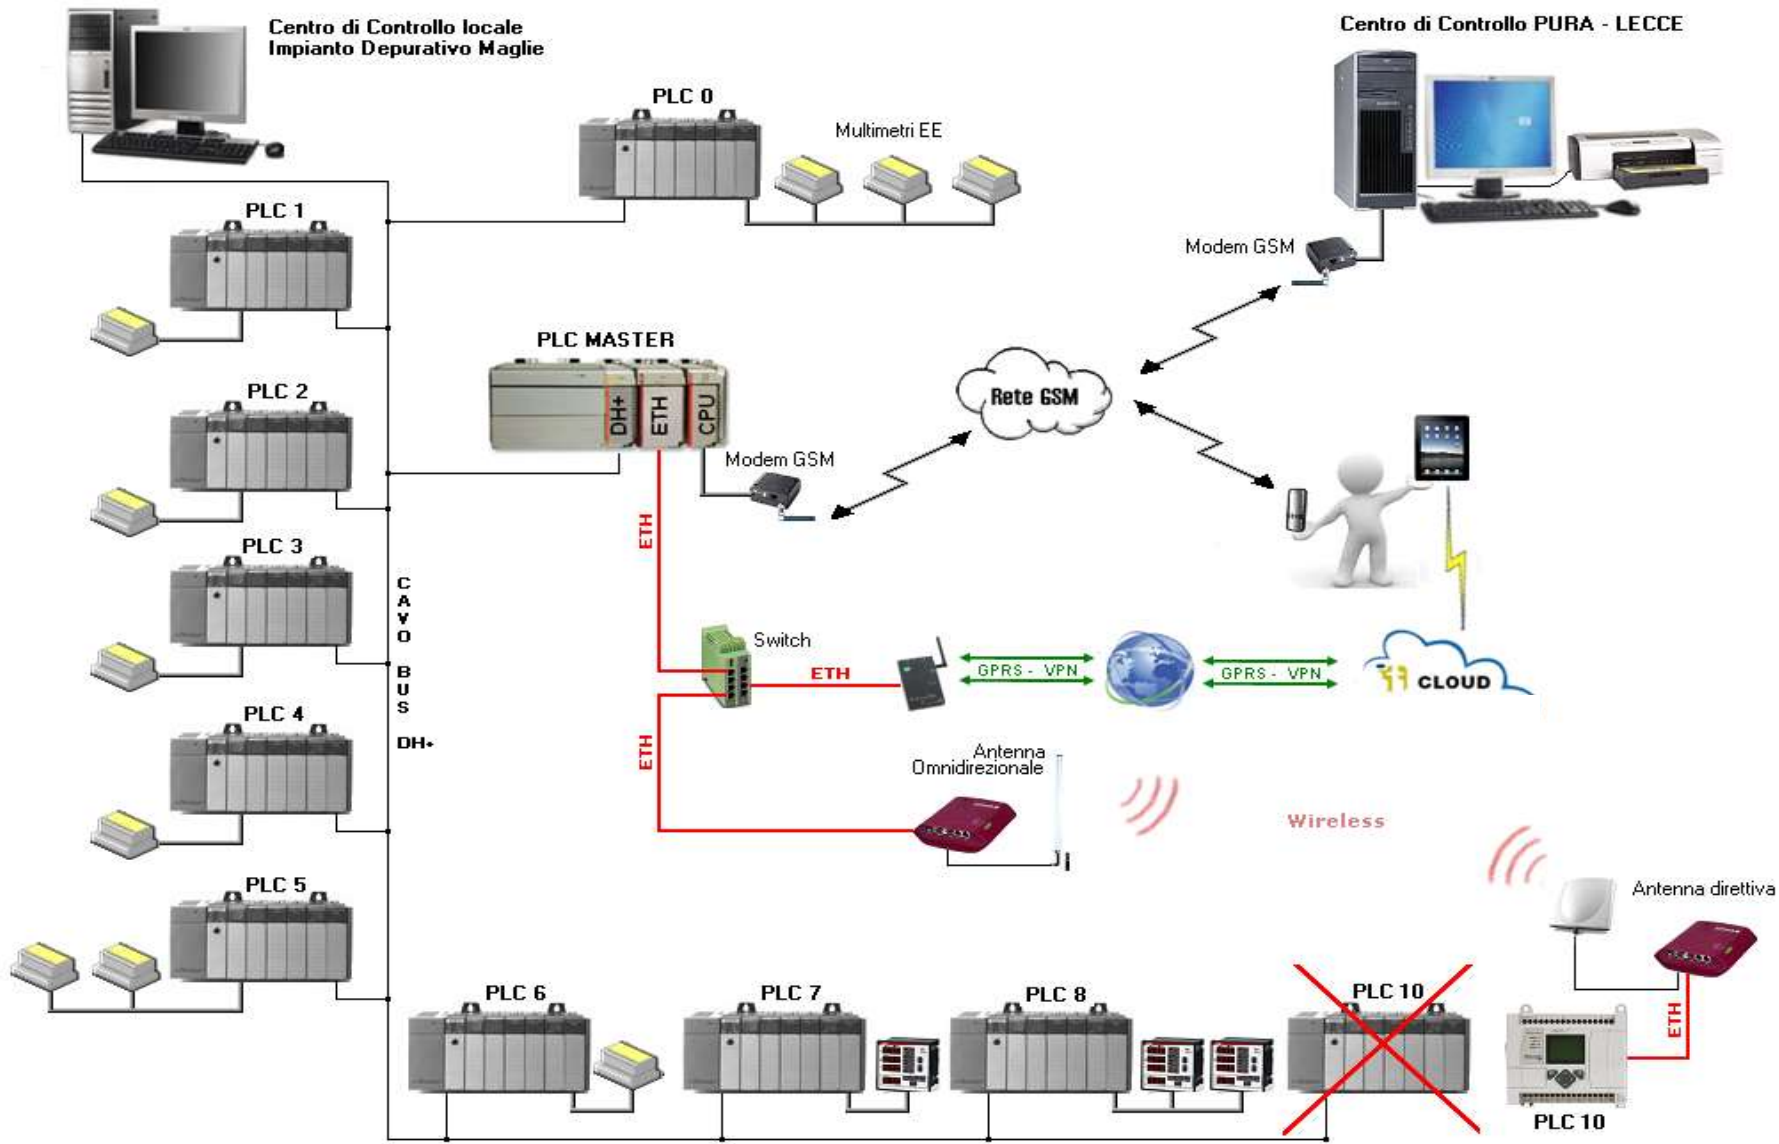 Centro di Controllo locale
Impianto Depurativo Maglie
Centro di Controllo PURA - LECCE
PLC 0
Multimetri EE
PLC 1
Modem GSM
PLC MASTER
DH+
ETH
CPU
Rete GSM
PLC 2
Modem GSM
ETH
PLC 3
CAVO BUS DH+
Switch
ETH
GPRS - VPN
GPRS - VPN
CLOUD
PLC 4
ETH
Antenna
Omnidirezionale
Wireless
PLC 5
Antenna direttiva
PLC 6
PLC 7
PLC 8
PLC 10
ETH
PLC 10